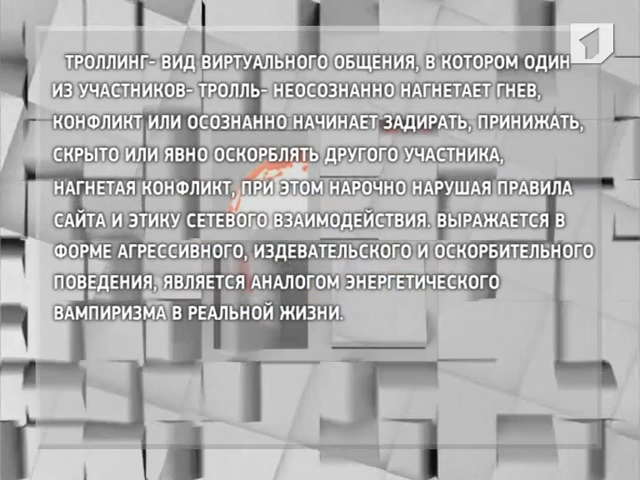 ТРОЛЛИНГ- ВИД ВИРТУАЛЬНОГО ОБЩЕНИЯ, В КОТОРОМ ОДИН
ИЗ УЧАСТНИКОВ- ТРОЛЛЬ- НЕОСОЗНАННО НАГНЕТАЕТ ГНЕВ,
КОНФЛИКТ ИЛИ ОСОЗНАННО НАЧИНАЕТ ЗАДИРАТЬ, ПРИНИЖАТЬ,
СКРЫТО ИЛИ ЯВНО ОСКОРБЛЯТЬ ДРУГОГО УЧАСТНИКА,
НАГНЕТАЯ КОНФЛИКТ, ПРИ ЭТОМ НАРОЧНО НАРУШАЯ ПРАВИЛА
САЙТА И ЭТИКУ СЕТЕВОГО ВЗАИМОДЕЙСТВИЯ. ВЫРАЖАЕТСЯ В
ФОРМЕ АГРЕССИВНОГО, ИЗДЕВАТЕЛЬСКОГО И ОСКОРБИТЕЛЬНОГО
ПОВЕДЕНИЯ, ЯВЛЯЕТСЯ АНАЛОГОМ ЭНЕРГЕТИЧЕСКОГО
ВАМПИРИЗМА В РЕАЛЬНОЙ ЖИЗНИ.
1